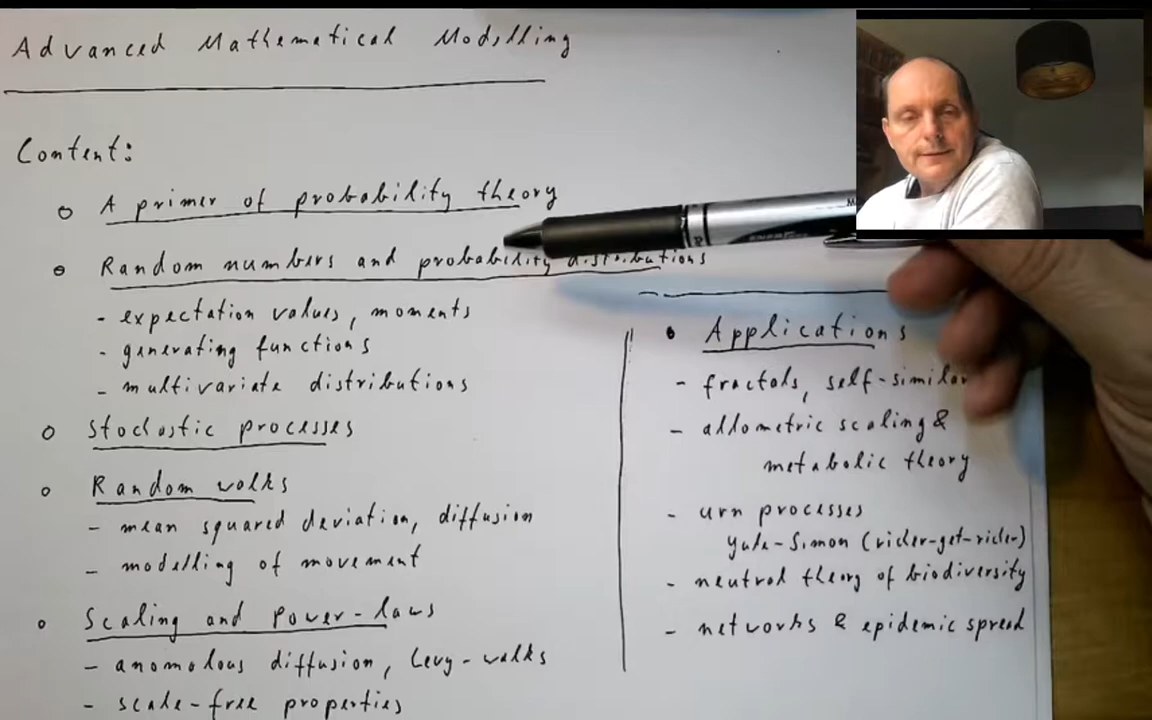 Advanced Mathematical Modelling
Content:
o A primer of probability theory
o Random numbers and probability distributions
- expectation values, moments
- generating functions
- multivariate distributions
o Stochastic processes
o Random walks
- mean squared deviation, diffusion
- modelling of movement
o Scaling and Power-laws
- anomolous diffusion, Levy-walks
- scale-free properties
• Applications
- fractals, self-similar
- allometric scaling &
metabolic theory
- urn processes
Yule-Simon (richer-get-richer)
- neutral theory of biodiversity
- networks & epidemic spread